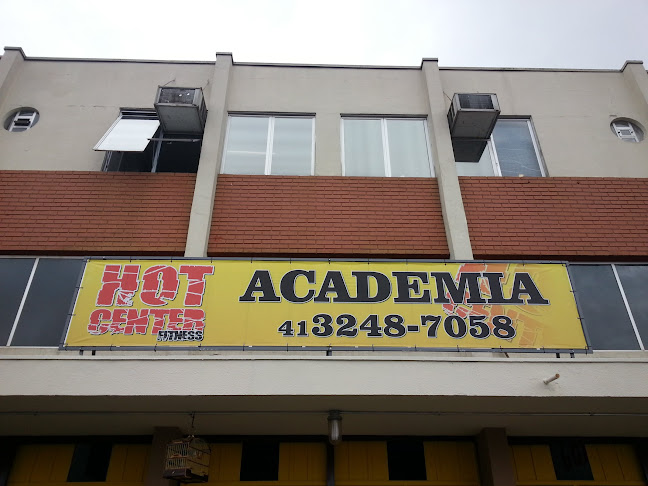 HOT
CENTER
FITNESS
ACADEMIA
41 3248-7058